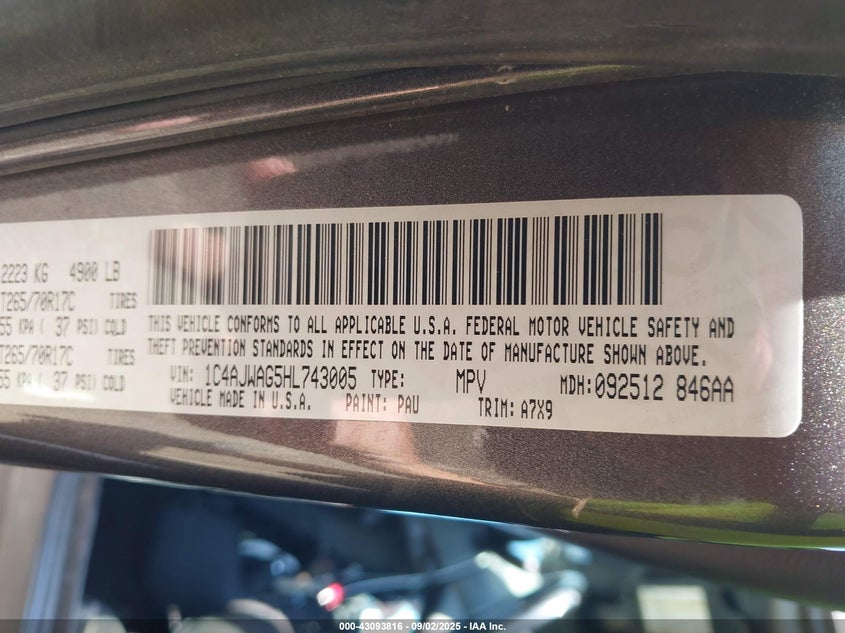 2223 KG 4900 LB
T265/70R17C TIRES
55 KPA ( 37 PSI) COLD
T265/70R17C TIRES
55 KPA ( 37 PSI) COLD
THIS VEHICLE CONFORMS TO ALL APPLICABLE U.S.A. FEDERAL MOTOR VEHICLE SAFETY AND
THEFT PREVENTION STANDARDS IN EFFECT ON THE DATE OF MANUFACTURE SHOWN ABOVE.
VIN: 1C4AJWAG5HL743005 TYPE: MPV MDH:092512 846AA
VEHICLE MADE IN U.S.A. PAINT: PAU TRIM: A7X9
000-43093816 - 09/02/2025 - IAA Inc.